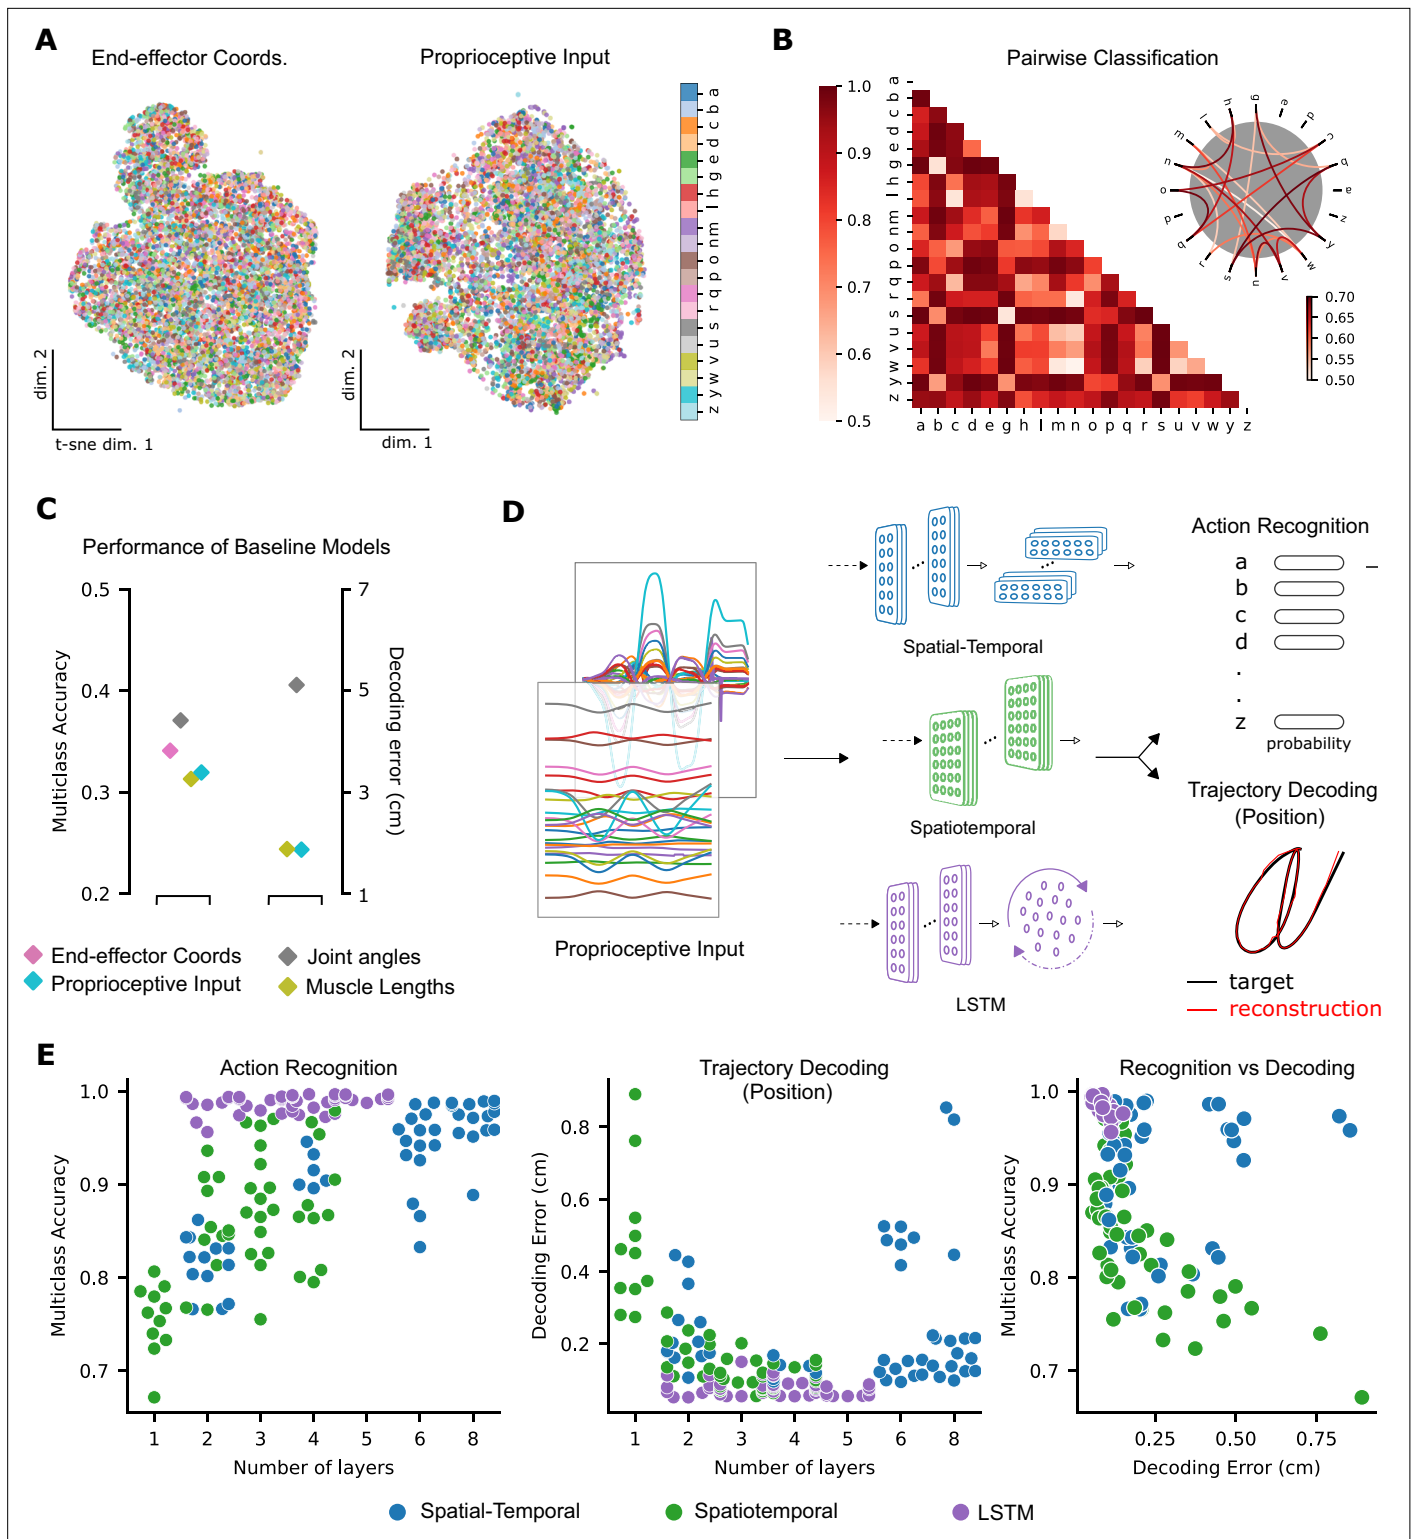 A
End-effector Coords.
Proprioceptive Input
dim. 2
t-sne dim. 1
dim. 2
dim. 1
z y w v u s r q p o n m l h g e d c b a
B
Pairwise Classification
1.0
0.9
0.8
0.7
0.6
0.5
z y w v u s r q p o n m l h g e d c b a
a b c d e g h l m n o p q r s u v w y z
a b c d e g h l m n o p q r s u v w y z
0.70
0.65
0.60
0.55
0.50
C
Performance of Baseline Models
Multiclass Accuracy
0.5
0.4
0.3
0.2
Decoding error (cm)
7
5
3
1
End-effector Coords
Joint angles
Proprioceptive Input
Muscle Lengths
D
Proprioceptive Input
Spatial-Temporal
Spatiotemporal
LSTM
Action Recognition
a
b
c
d
.
.
z
probability
Trajectory Decoding
(Position)
target
reconstruction
E
Action Recognition
Multiclass Accuracy
1.0
0.9
0.8
0.7
1 2 3 4 5 6 8
Number of layers
Trajectory Decoding
(Position)
Decoding Error (cm)
0.8
0.6
0.4
0.2
1 2 3 4 5 6 8
Number of layers
Recognition vs Decoding
Multiclass Accuracy
1.0
0.9
0.8
0.7
0.25 0.50 0.75
Decoding Error (cm)
Spatial-Temporal
Spatiotemporal
LSTM